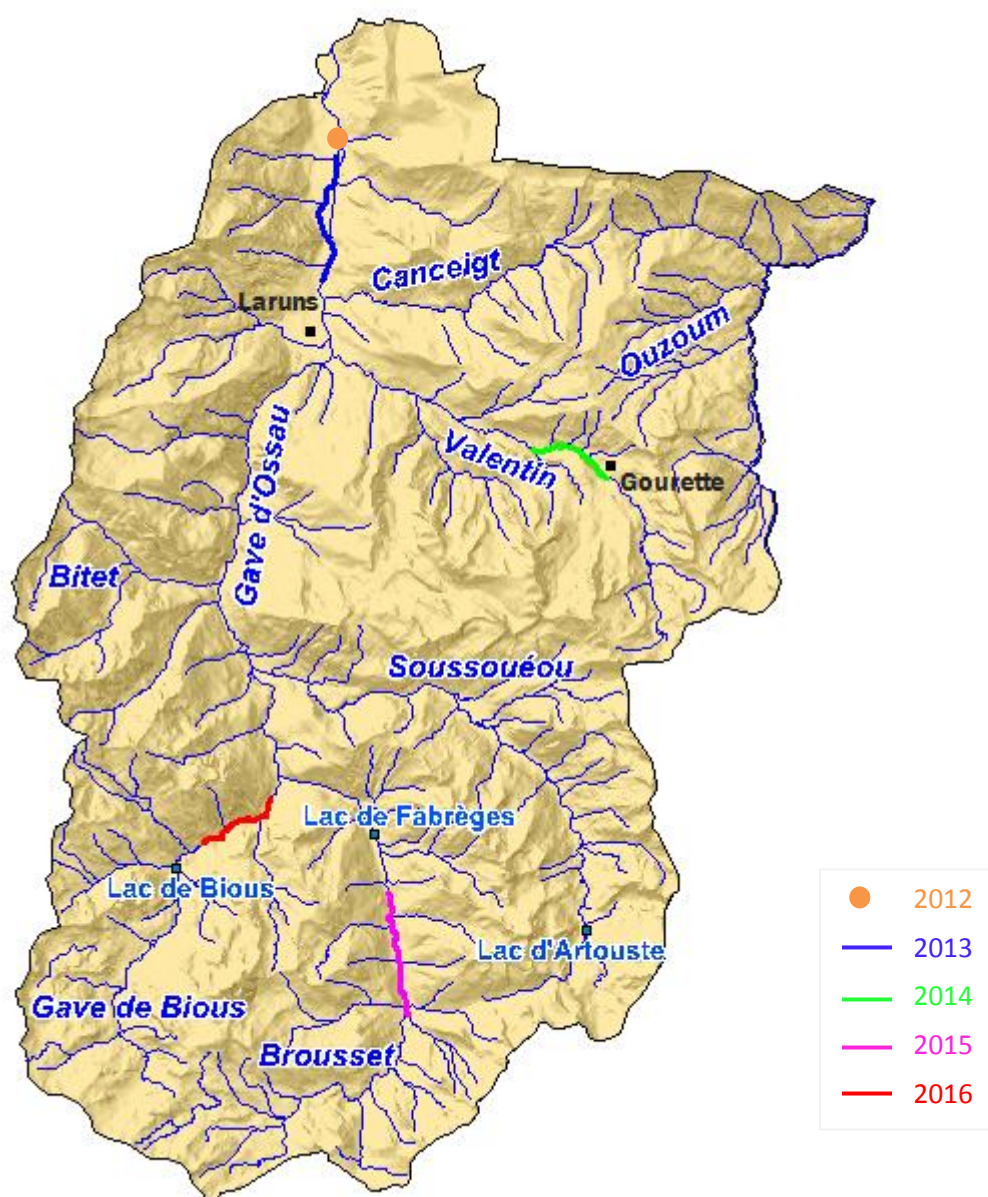 Canceigt
Laruns
Ouzoum
Gave d'Ossau
Valentin
Gourette
Bitet
Soussouéou
Lac de Fabrèges
Lac de Bious
Lac d'Artouste
Gave de Bious
Brousset
2012
2013
2014
2015
2016